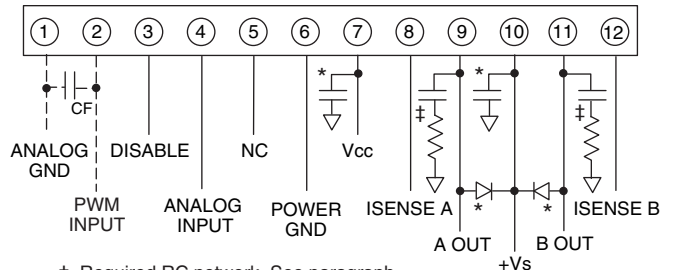 1 2 3 4 5 6 7 8 9 10 11 12
* * ‡ ‡
CF
ANALOG GND
DISABLE
NC
Vcc
PWM INPUT
ANALOG INPUT
POWER GND
ISENSE A
* *
ISENSE B
A OUT
B OUT
+Vs
‡ Required RC network. See paragraph